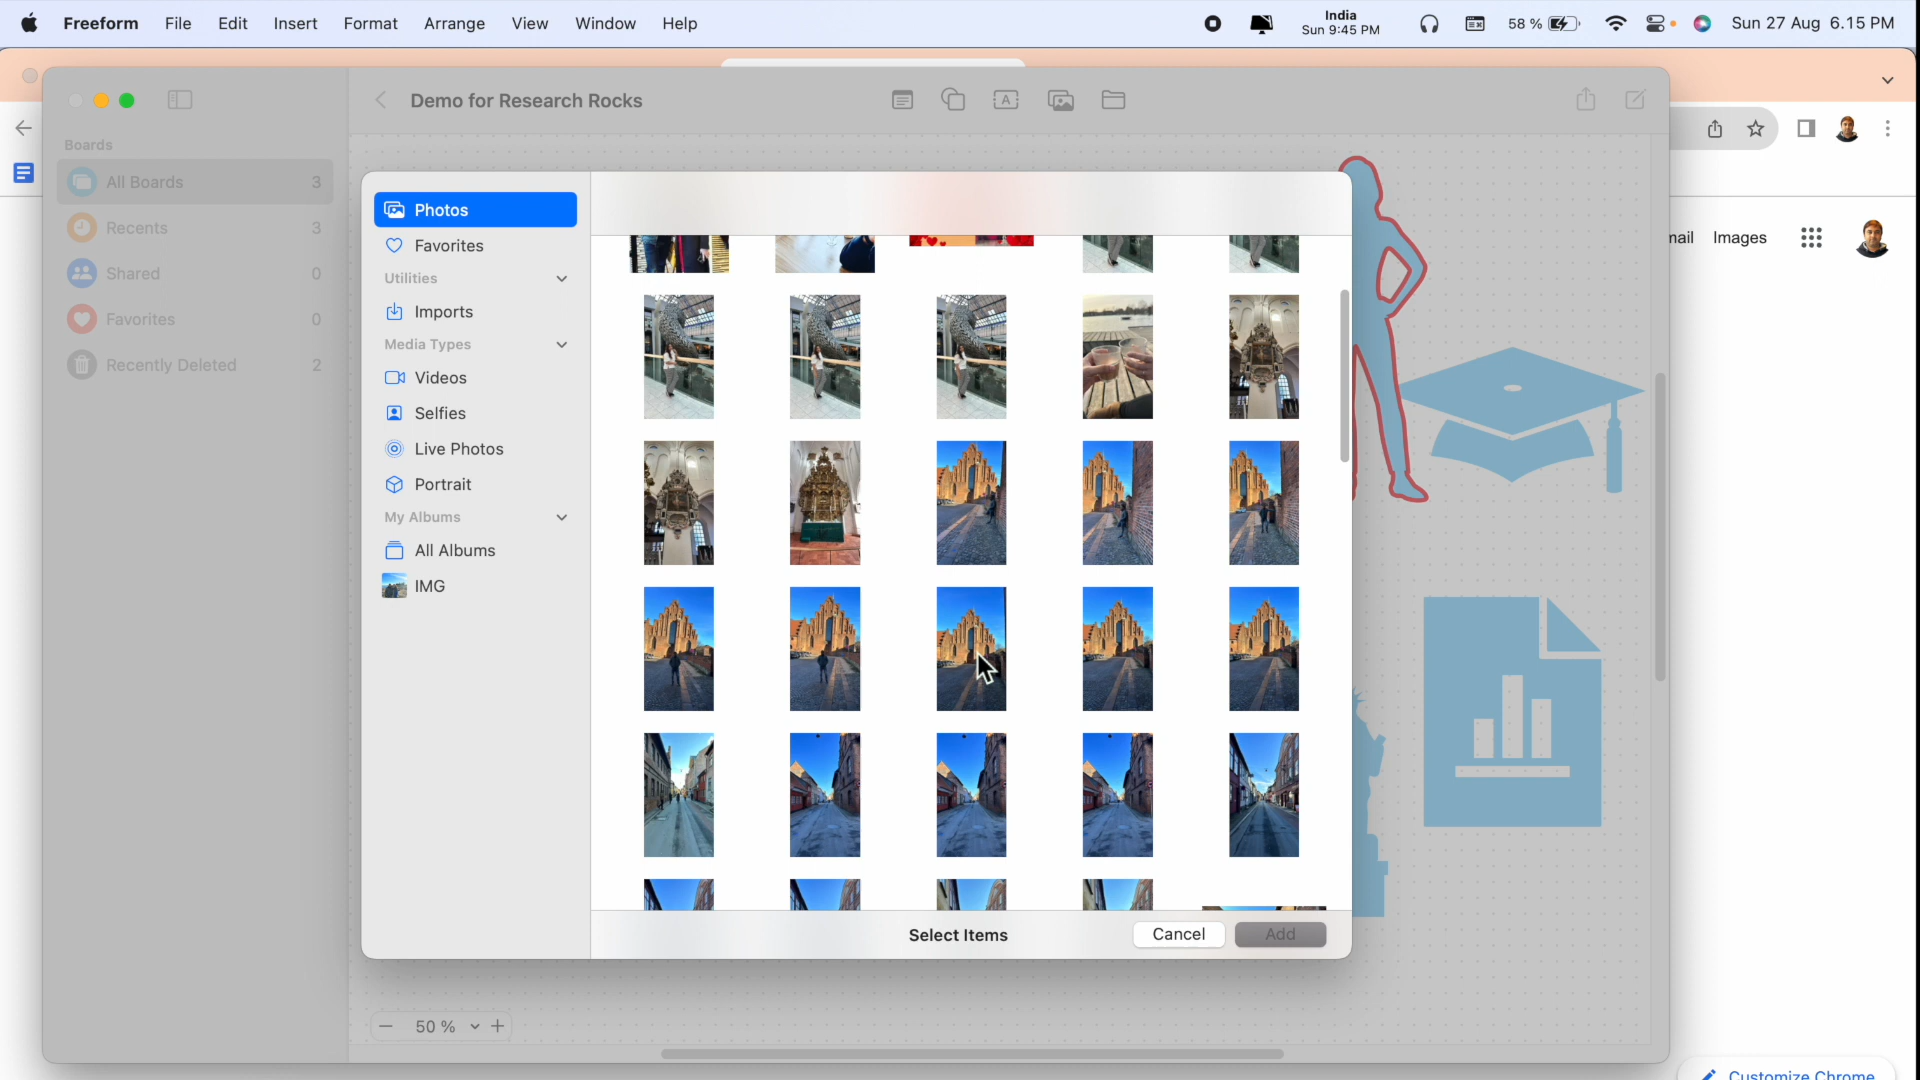 Freeform File Edit Insert Format Arrange View Window Help
India
Sun 9:45 PM
58 %
Sun 27 Aug 6.15 PM
Demo for Research Rocks
A
Boards
All Boards 3
Recents 3
Shared 0
Favorites 0
Recently Deleted 2
Photos
Favorites
Utilities
Imports
Media Types
Videos
Selfies
Live Photos
Portrait
My Albums
All Albums
IMG
Select Items
Cancel
Add
50 %
mail Images
Customize Chrome